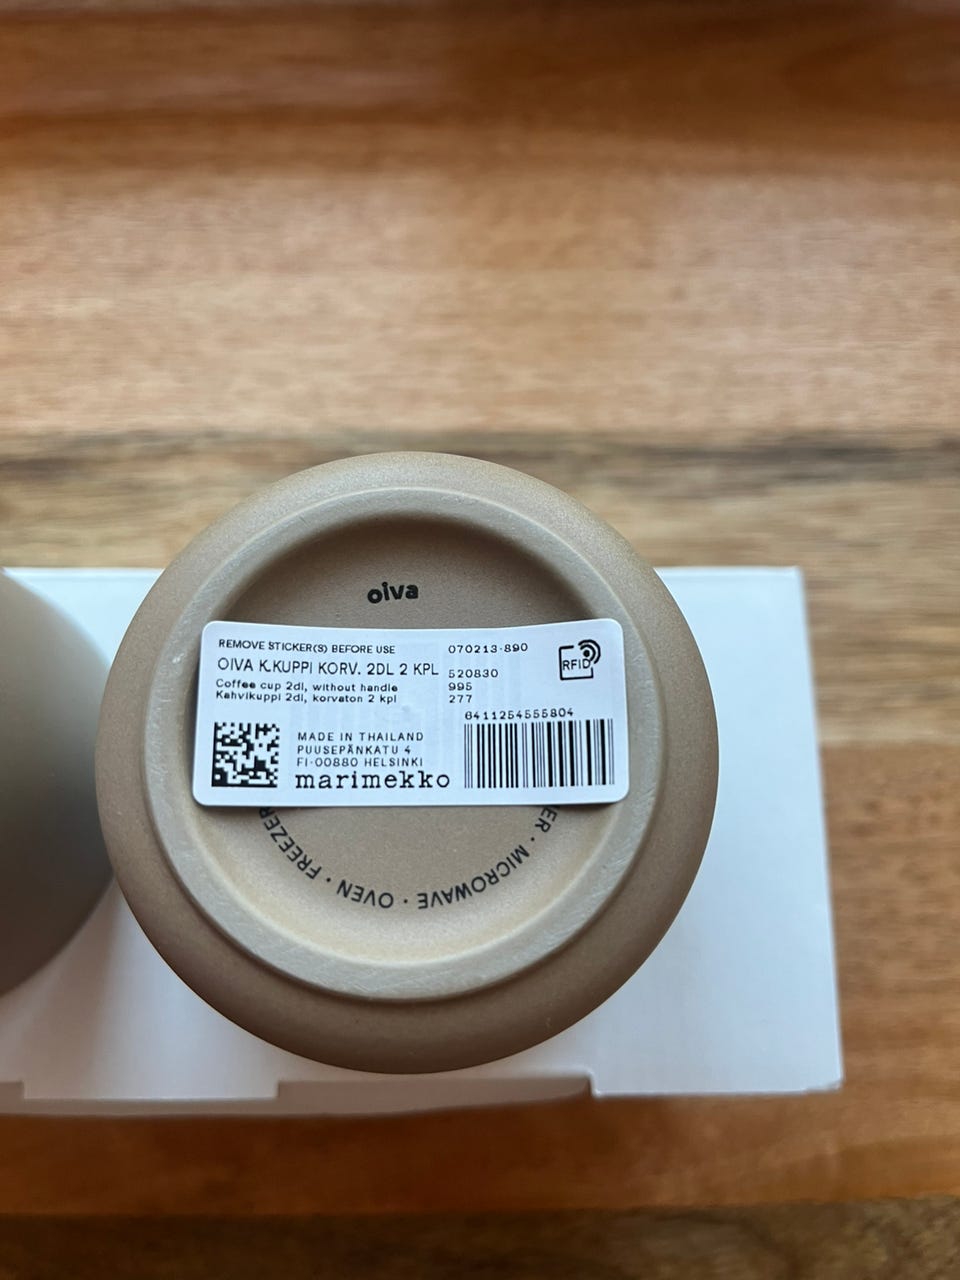 oiva
REMOVE STICKER(S) BEFORE USE
070213-890
RFID
OIVA K.KUPPI KORV. 2DL 2 KPL
520830
Coffee cup 2dl, without handle
995
Kahvikuppi 2dl, korvaton 2 kpl
277
6411254555804
MADE IN THAILAND
PUUSEPÄNKATU 4
FI-00880 HELSINKI
marimekko
MICROWAVE · OVEN · FREEZER